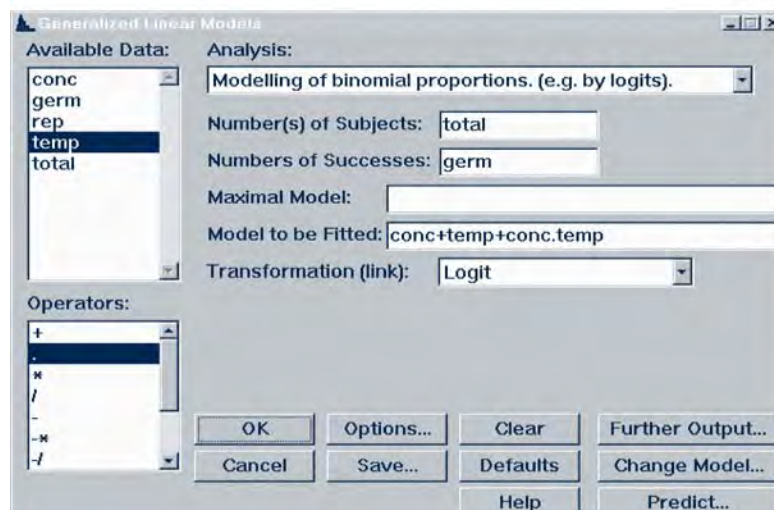 Generalized Linear Models
Available Data:
conc
germ
rep
temp
total
Analysis:
Modelling of binomial proportions. (e.g. by logits).
Number(s) of Subjects: total
Numbers of Successes: germ
Maximal Model:
Model to be Fitted: conc+temp+conc.temp
Transformation (link): Logit
Operators:
+
.
*
/
-
-*
-/
OK Options... Clear Further Output...
Cancel Save... Defaults Change Model...
Help Predict...